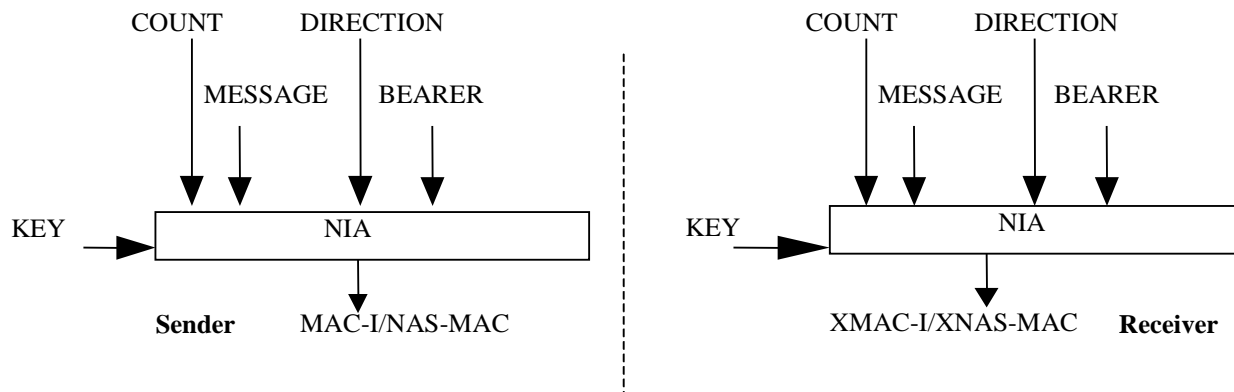 COUNT DIRECTION
MESSAGE BEARER
KEY
NIA
Sender MAC-I/NAS-MAC
COUNT DIRECTION
MESSAGE BEARER
KEY
NIA
XMAC-I/XNAS-MAC Receiver